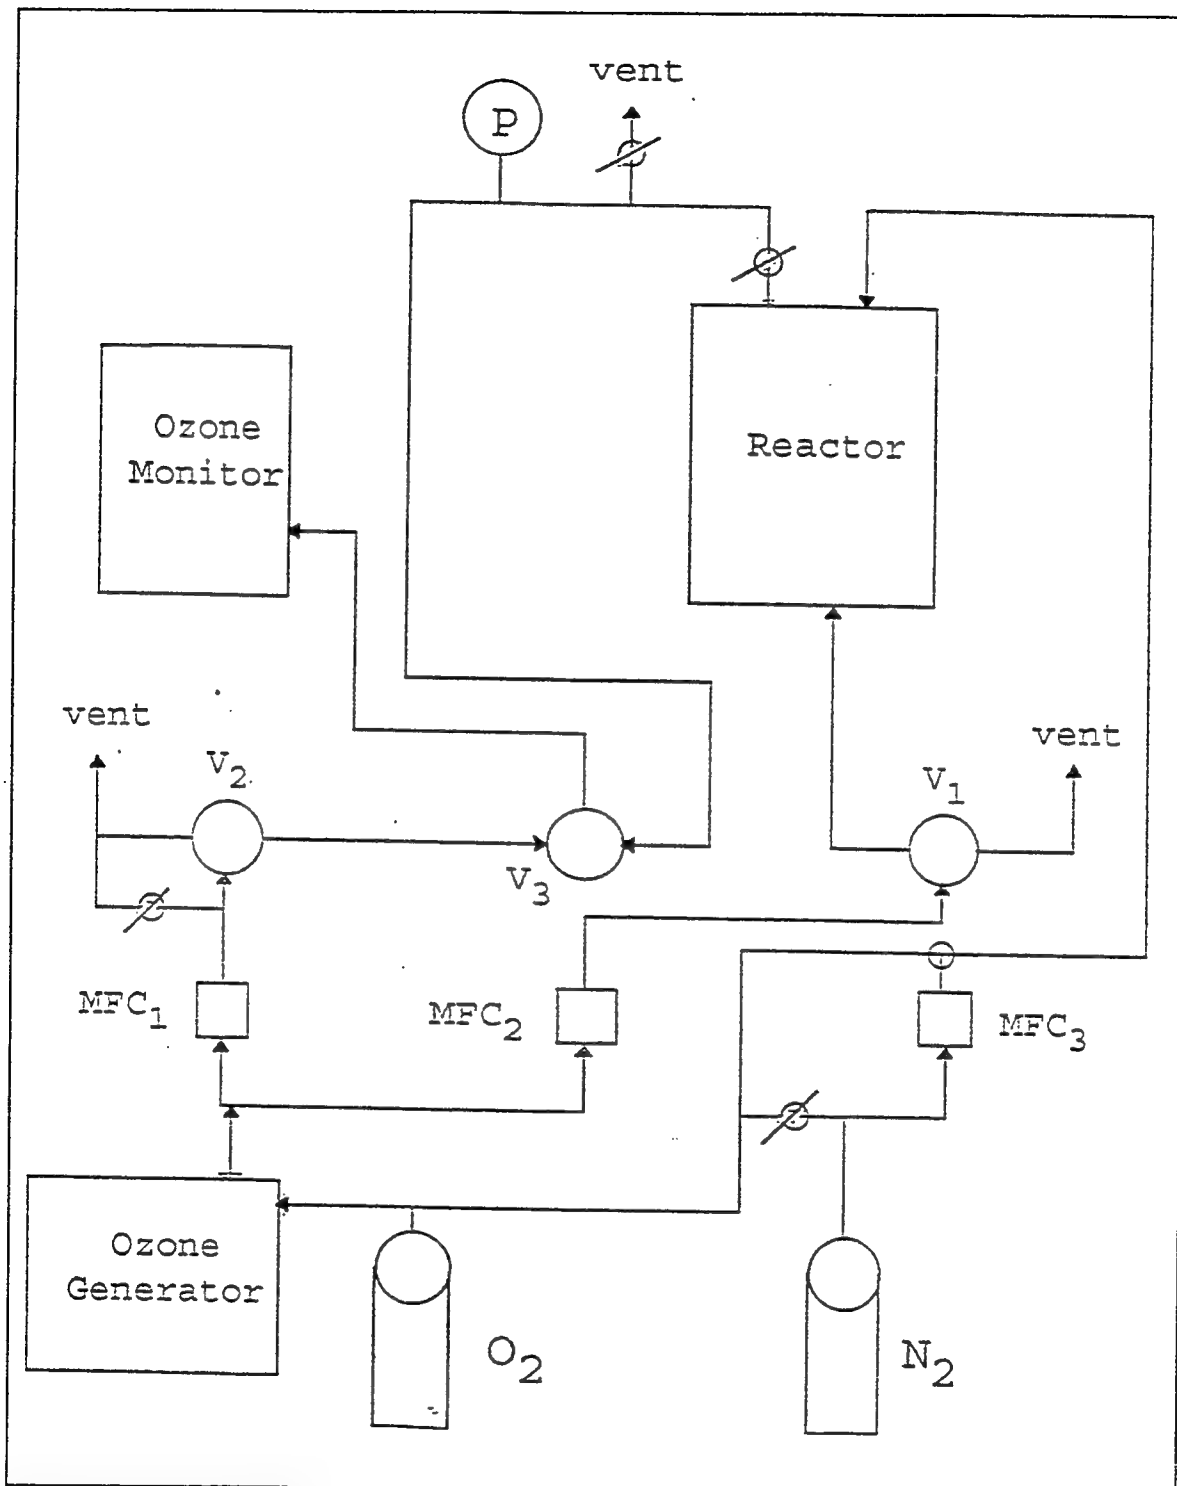 vent
P
Ozone
Monitor
Reactor
vent
V2
vent
V1
V3
MFC1
MFC2
MFC3
Ozone
Generator
O2
N2